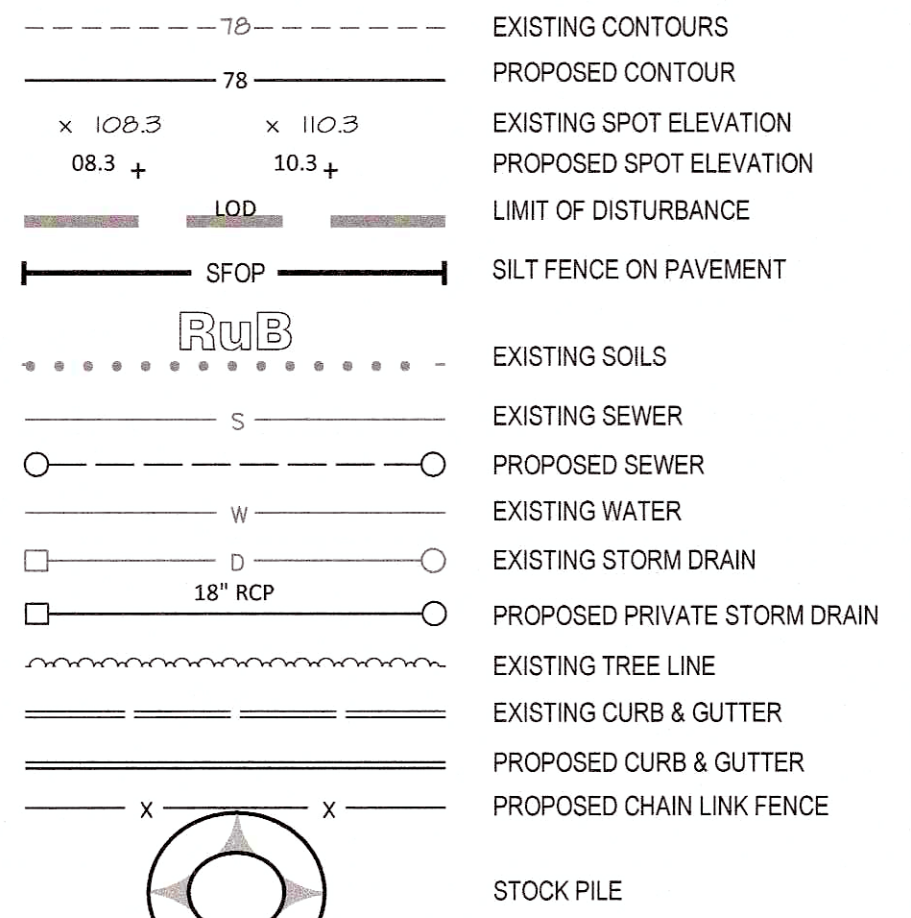 78 EXISTING CONTOURS
78 PROPOSED CONTOUR
x 108.3 x 110.3 EXISTING SPOT ELEVATION
08.3 + 10.3 + PROPOSED SPOT ELEVATION
LOD LIMIT OF DISTURBANCE
SFOP SILT FENCE ON PAVEMENT
RuB
EXISTING SOILS
S EXISTING SEWER
PROPOSED SEWER
W EXISTING WATER
D EXISTING STORM DRAIN
18" RCP
PROPOSED PRIVATE STORM DRAIN
EXISTING TREE LINE
EXISTING CURB & GUTTER
PROPOSED CURB & GUTTER
X X PROPOSED CHAIN LINK FENCE
STOCK PILE